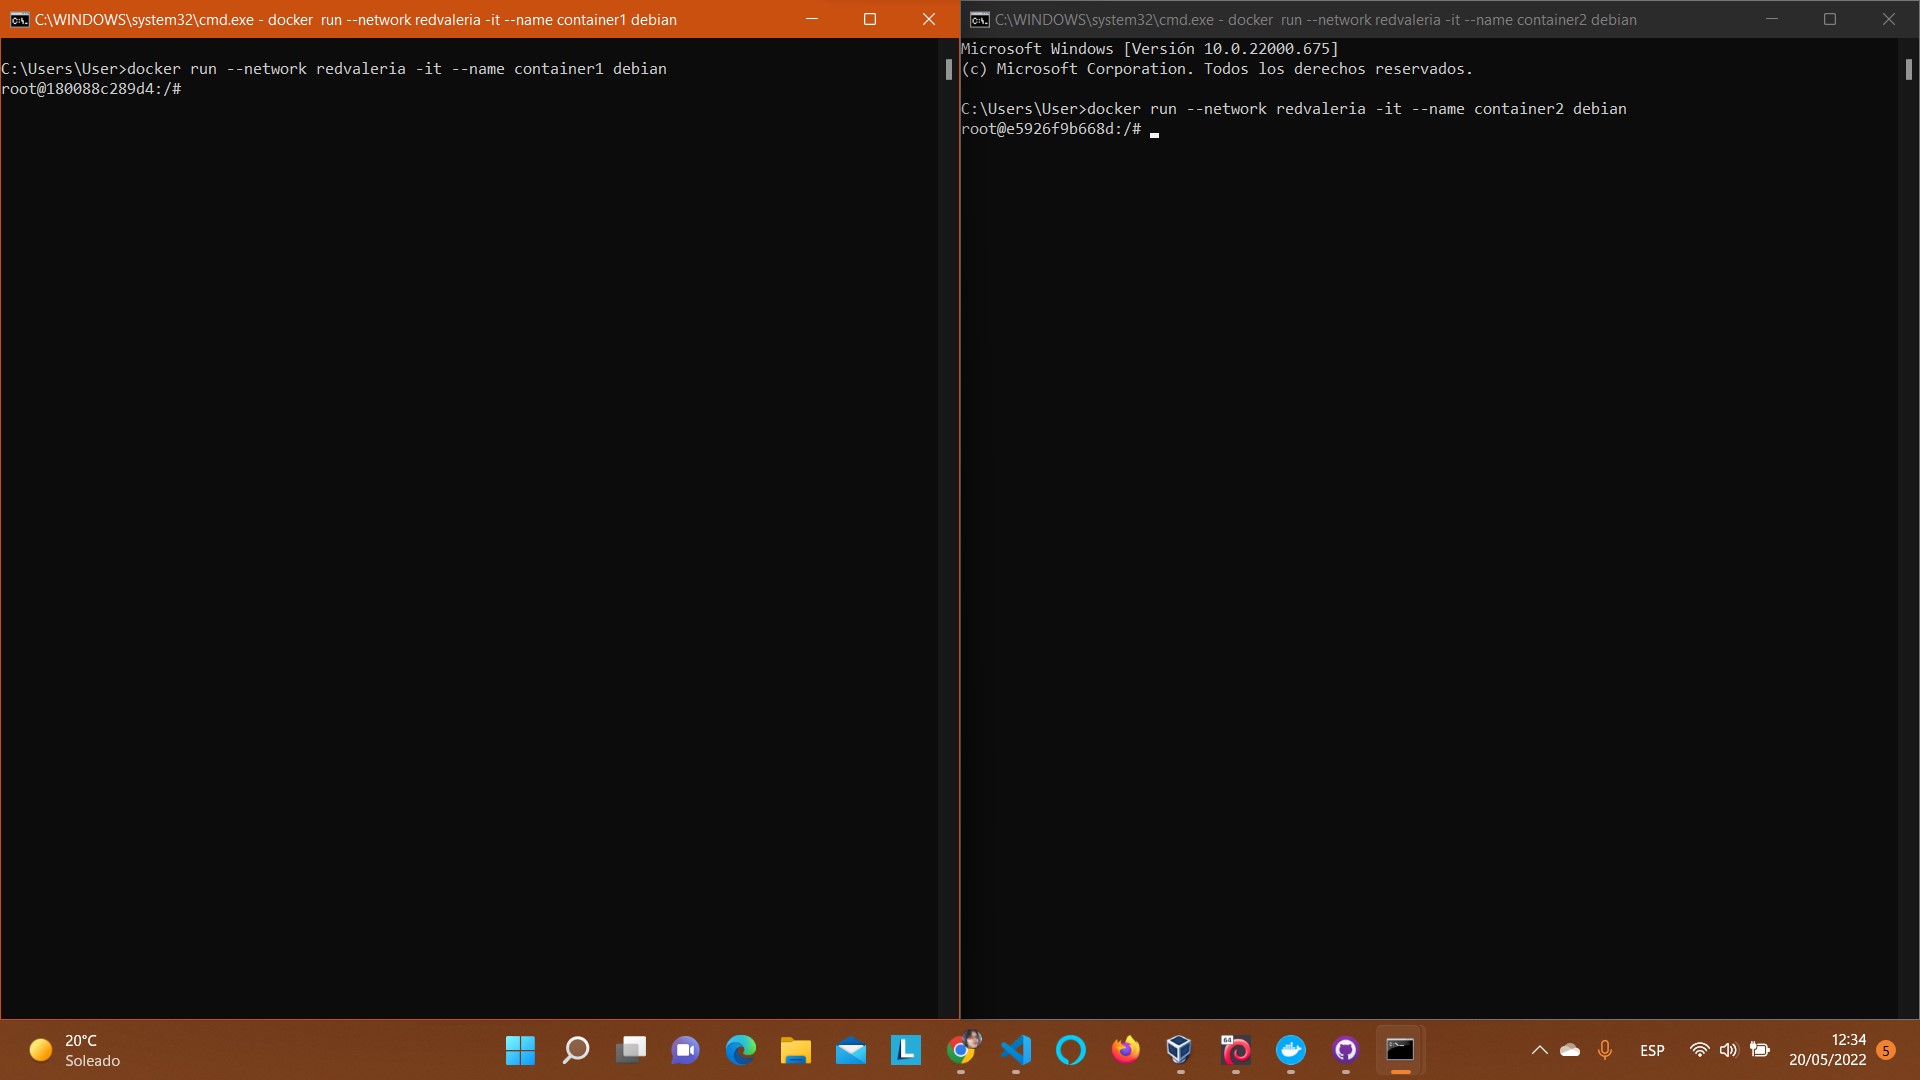 C:\WINDOWS\system32\cmd.exe - docker  run --network redvaleria -it --name container1 debian
C:\Users\User>docker run --network redvaleria -it --name container1 debian
root@180088c289d4:/#
C:\WINDOWS\system32\cmd.exe - docker  run --network redvaleria -it --name container2 debian
Microsoft Windows [Versión 10.0.22000.675]
(c) Microsoft Corporation. Todos los derechos reservados.
C:\Users\User>docker run --network redvaleria -it --name container2 debian
root@e5926f9b668d:/#
20°C
Soleado
L
64
ESP
12:34
20/05/2022
5